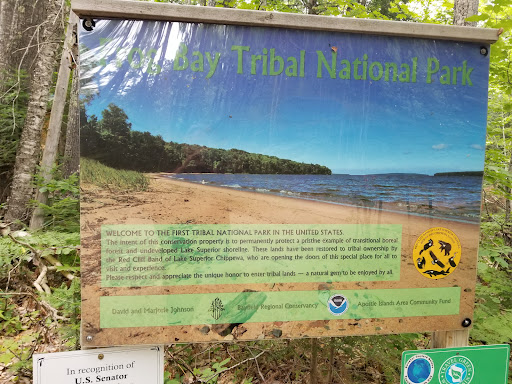 Frog Bay Tribal National Park
WELCOME TO THE FIRST TRIBAL NATIONAL PARK IN THE UNITED STATES.
The intent of this conservation property is to permanently protect a pristine example of transitional boreal
forest and undeveloped Lake Superior shoreline. These lands have been restored to tribal ownership by
the Red Cliff Band of Lake Superior Chippewa, who are opening the doors of this special place for all to
visit and experience.
Please respect and appreciate the unique honor to enter tribal lands — a natural gem to be enjoyed by all.
David and Marjorie Johnson
Bayfield Regional Conservancy
Apostle Islands Area Community Fund
In recognition of
U.S. Senator
TRAVEL GREEN